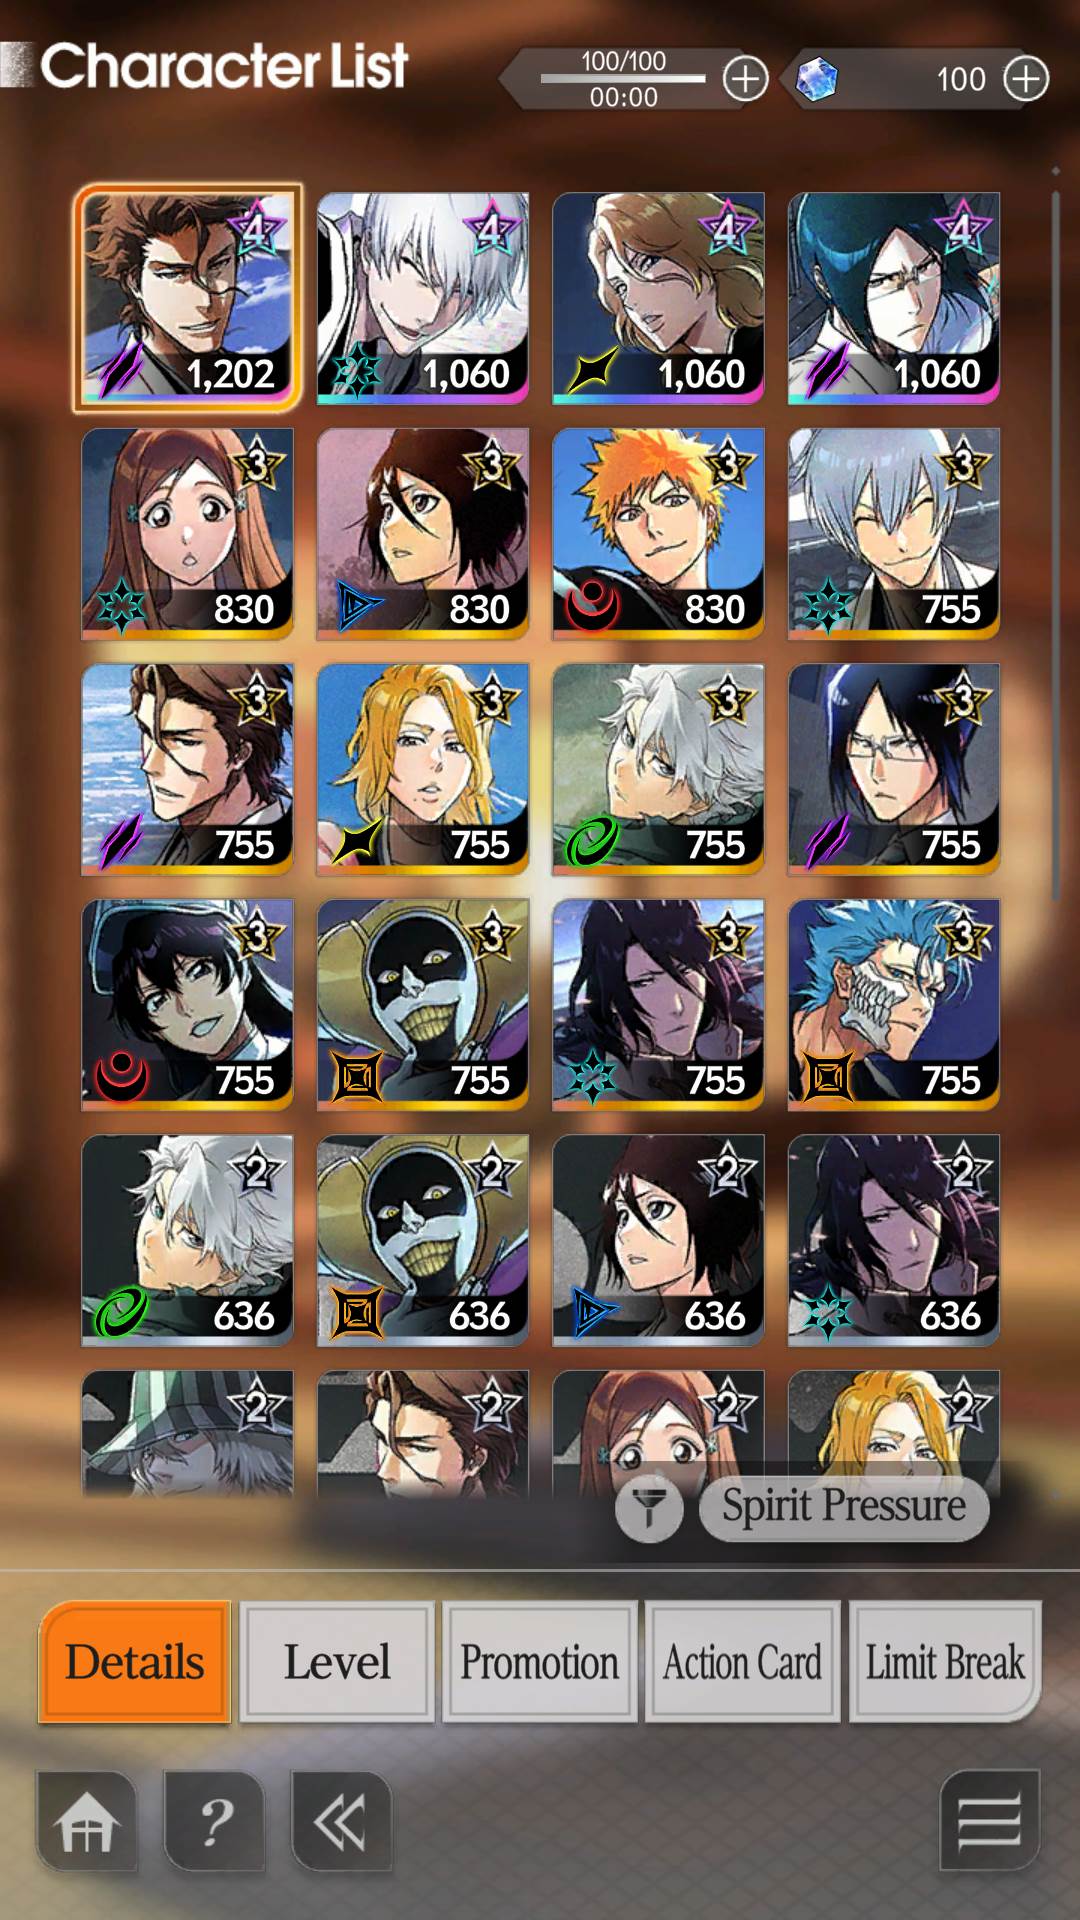 Character List
100/100
00:00
100
4 4 4 4
1,202 1,060 1,060 1,060
3 3 3 3
830 830 830 755
3 3 3 3
755 755 755 755
3 3 3 3
755 755 755 755
2 2 2 2
636 636 636 636
2 2 2 2
Spirit Pressure
Details Level Promotion Action Card Limit Break
?